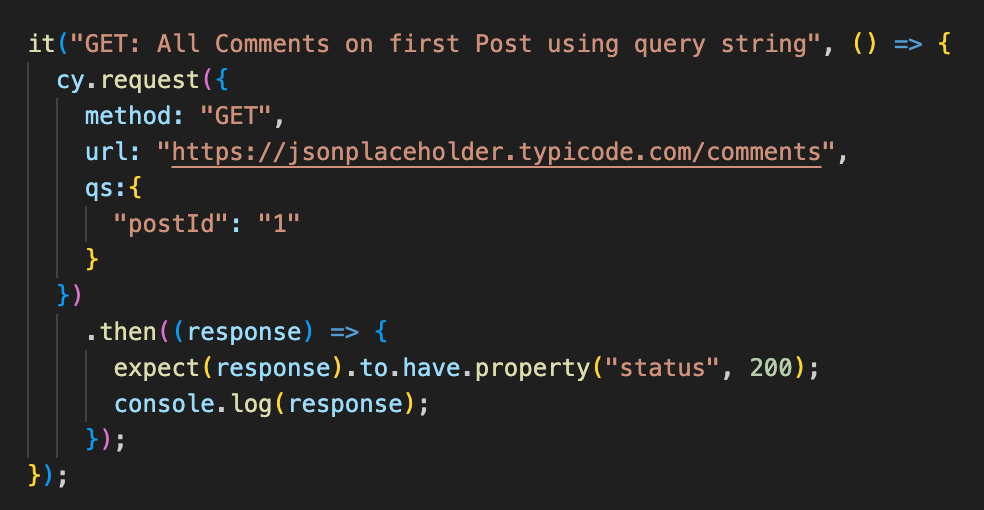 it("GET: All Comments on first Post using query string", () => {
  cy.request({
    method: "GET",
    url: "https://jsonplaceholder.typicode.com/comments",
    qs:{
      "postId": "1"
    }
  })
    .then((response) => {
      expect(response).to.have.property("status", 200);
      console.log(response);
    });
});